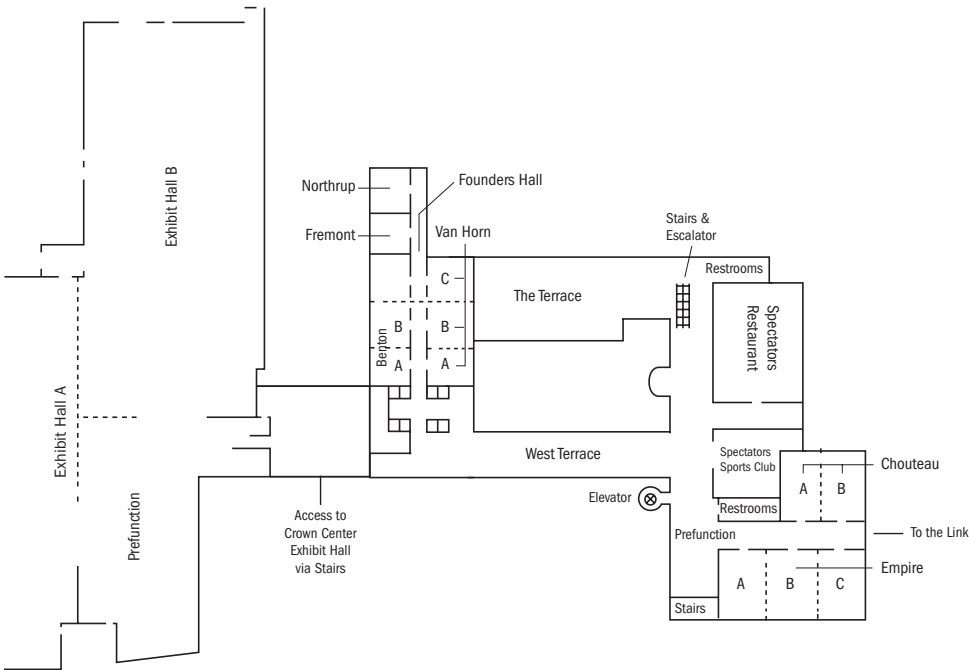 Exhibit Hall B
Northrup
Founders Hall
Fremont
Van Horn
Stairs &
Escalator
Restrooms
C
The Terrace
Spectators
Restaurant
Benton
B
B
A
A
Exhibit Hall A
West Terrace
Spectators
Sports Club
Chouteau
A
B
Elevator
Restrooms
Access to
Crown Center
Exhibit Hall
via Stairs
Prefunction
Prefunction
To the Link
Empire
A
B
C
Stairs